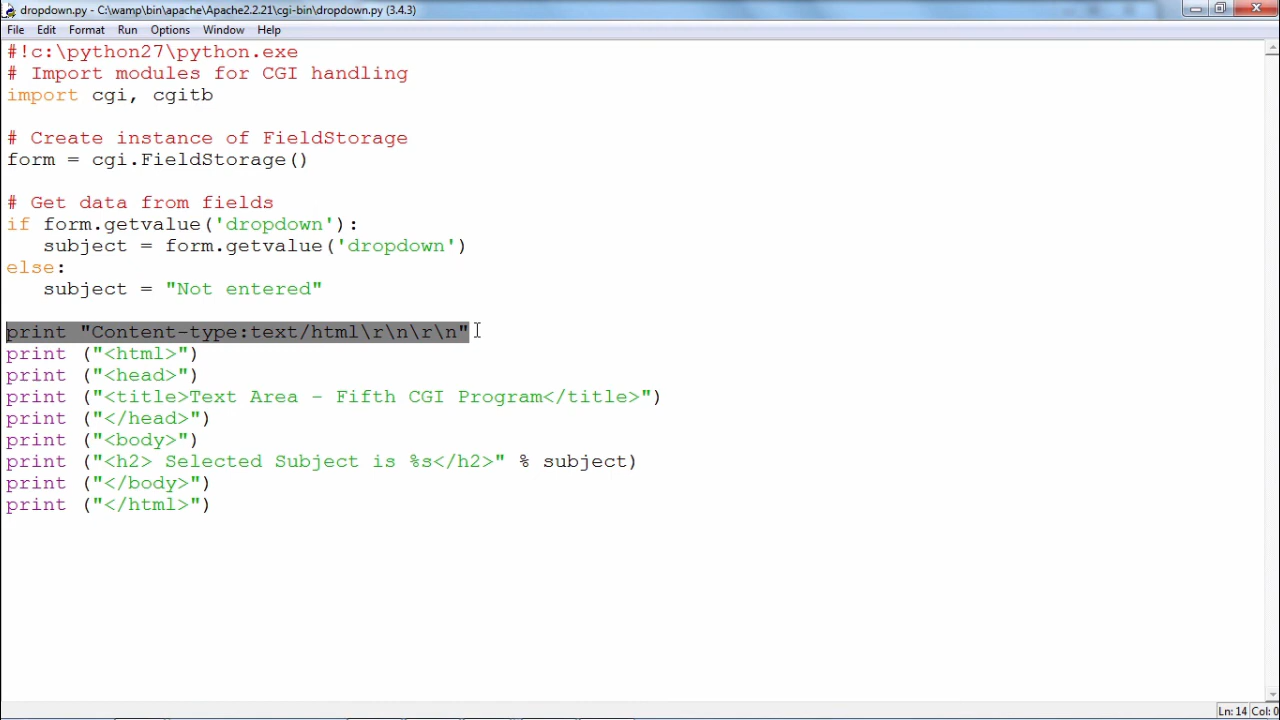 dropdown.py - C:\wamp\bin\apache\Apache2.2.21\cgi-bin\dropdown.py (3.4.3)
File Edit Format Run Options Window Help
#!c:\python27\python.exe
# Import modules for CGI handling
import cgi, cgitb
# Create instance of FieldStorage
form = cgi.FieldStorage()
# Get data from fields
if form.getvalue('dropdown'):
   subject = form.getvalue('dropdown')
else:
   subject = "Not entered"
print "Content-type:text/html\r\n\r\n"
print ("<html>")
print ("<head>")
print ("<title>Text Area - Fifth CGI Program</title>")
print ("</head>")
print ("<body>")
print ("<h2> Selected Subject is %s</h2>" % subject)
print ("</body>")
print ("</html>")
Ln: 14 Col: 0